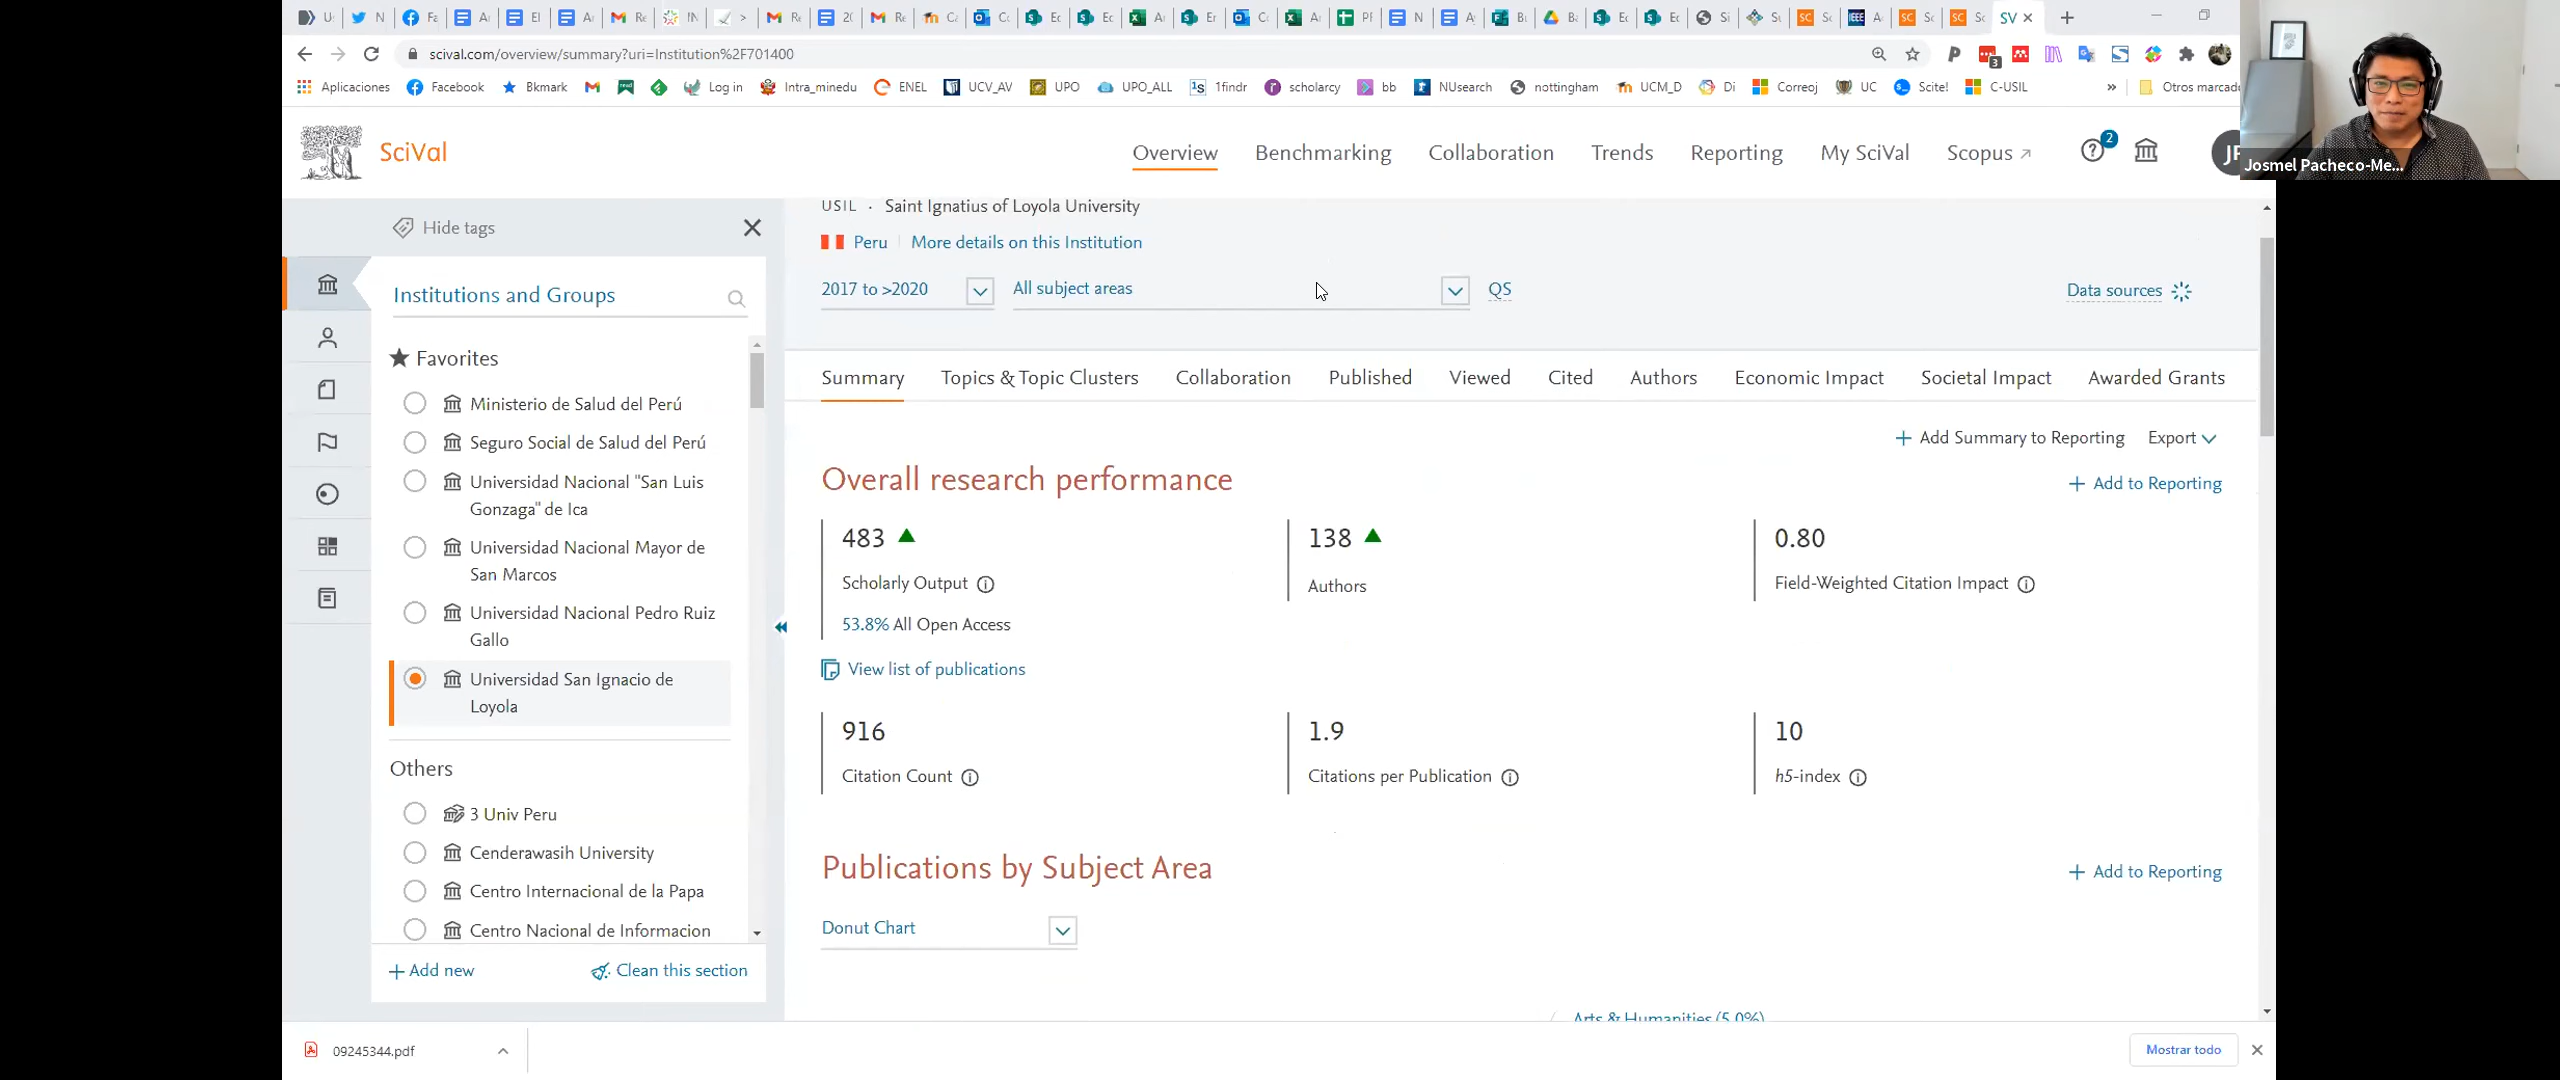 scival.com/overview/summary?uri=Institution%2F701400
Aplicaciones Facebook Bkmark Log in Intra_minedu ENEL UCV_AV UPO UPO_ALL 1findr scholarcy bb NUsearch nottingham UCM_D Di Correoj UC Scite! C-USIL » Otros marcado
Josmel Pacheco-Me...
SciVal
Overview Benchmarking Collaboration Trends Reporting My SciVal Scopus
2
Hide tags
Institutions and Groups
Favorites
Ministerio de Salud del Perú
Seguro Social de Salud del Perú
Universidad Nacional "San Luis
Gonzaga" de Ica
Universidad Nacional Mayor de
San Marcos
Universidad Nacional Pedro Ruiz
Gallo
Universidad San Ignacio de
Loyola
Others
3 Univ Peru
Cenderawasih University
Centro Internacional de la Papa
Centro Nacional de Informacion
+ Add new
Clean this section
USIL · Saint Ignatius of Loyola University
Peru More details on this Institution
2017 to >2020 All subject areas QS
Data sources
Summary Topics & Topic Clusters Collaboration Published Viewed Cited Authors Economic Impact Societal Impact Awarded Grants
+ Add Summary to Reporting Export
Overall research performance
+ Add to Reporting
483 ▲
Scholarly Output
53.8% All Open Access
View list of publications
138 ▲
Authors
0.80
Field-Weighted Citation Impact
916
Citation Count
1.9
Citations per Publication
10
h5-index
Publications by Subject Area
+ Add to Reporting
Donut Chart
Arts & Humanities (5.0%)
09245344.pdf
Mostrar todo